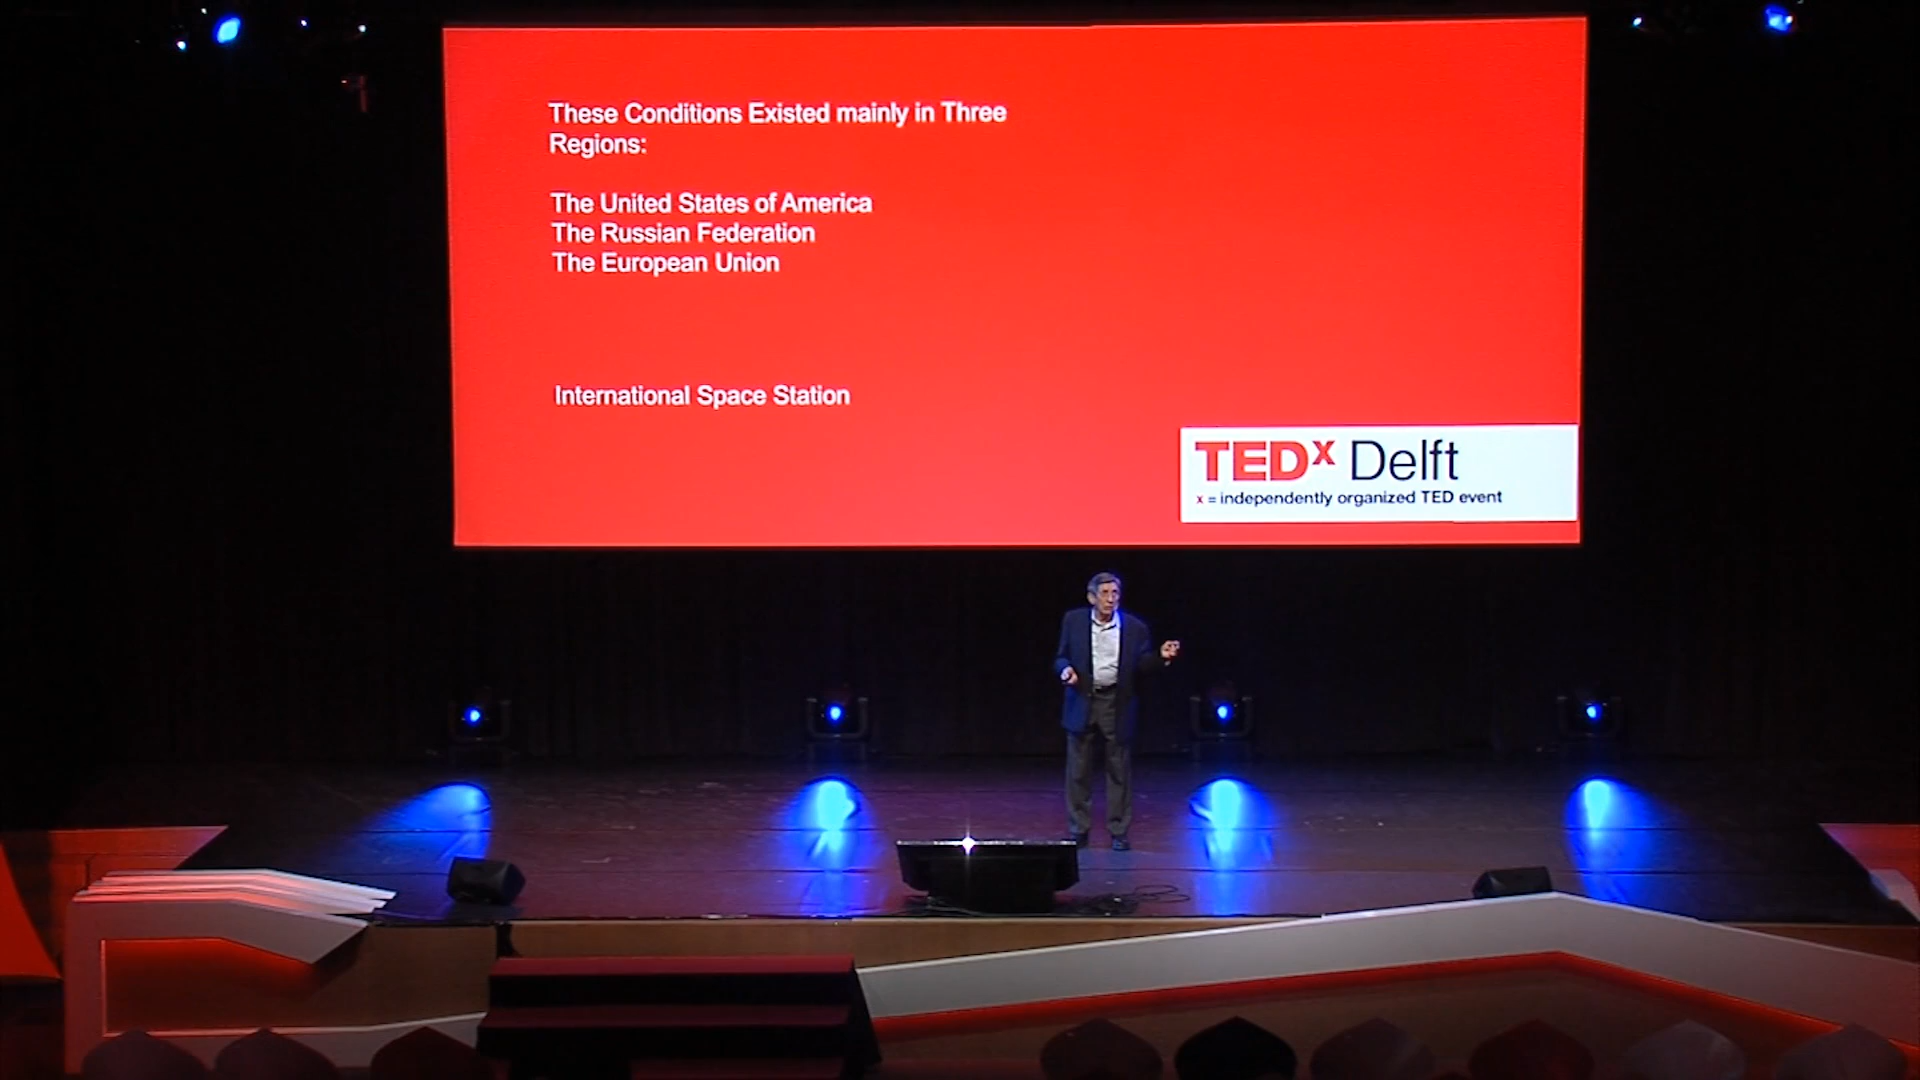 These Conditions Existed mainly in Three
Regions:
The United States of America
The Russian Federation
The European Union
International Space Station
TEDx Delft
x = independently organized TED event